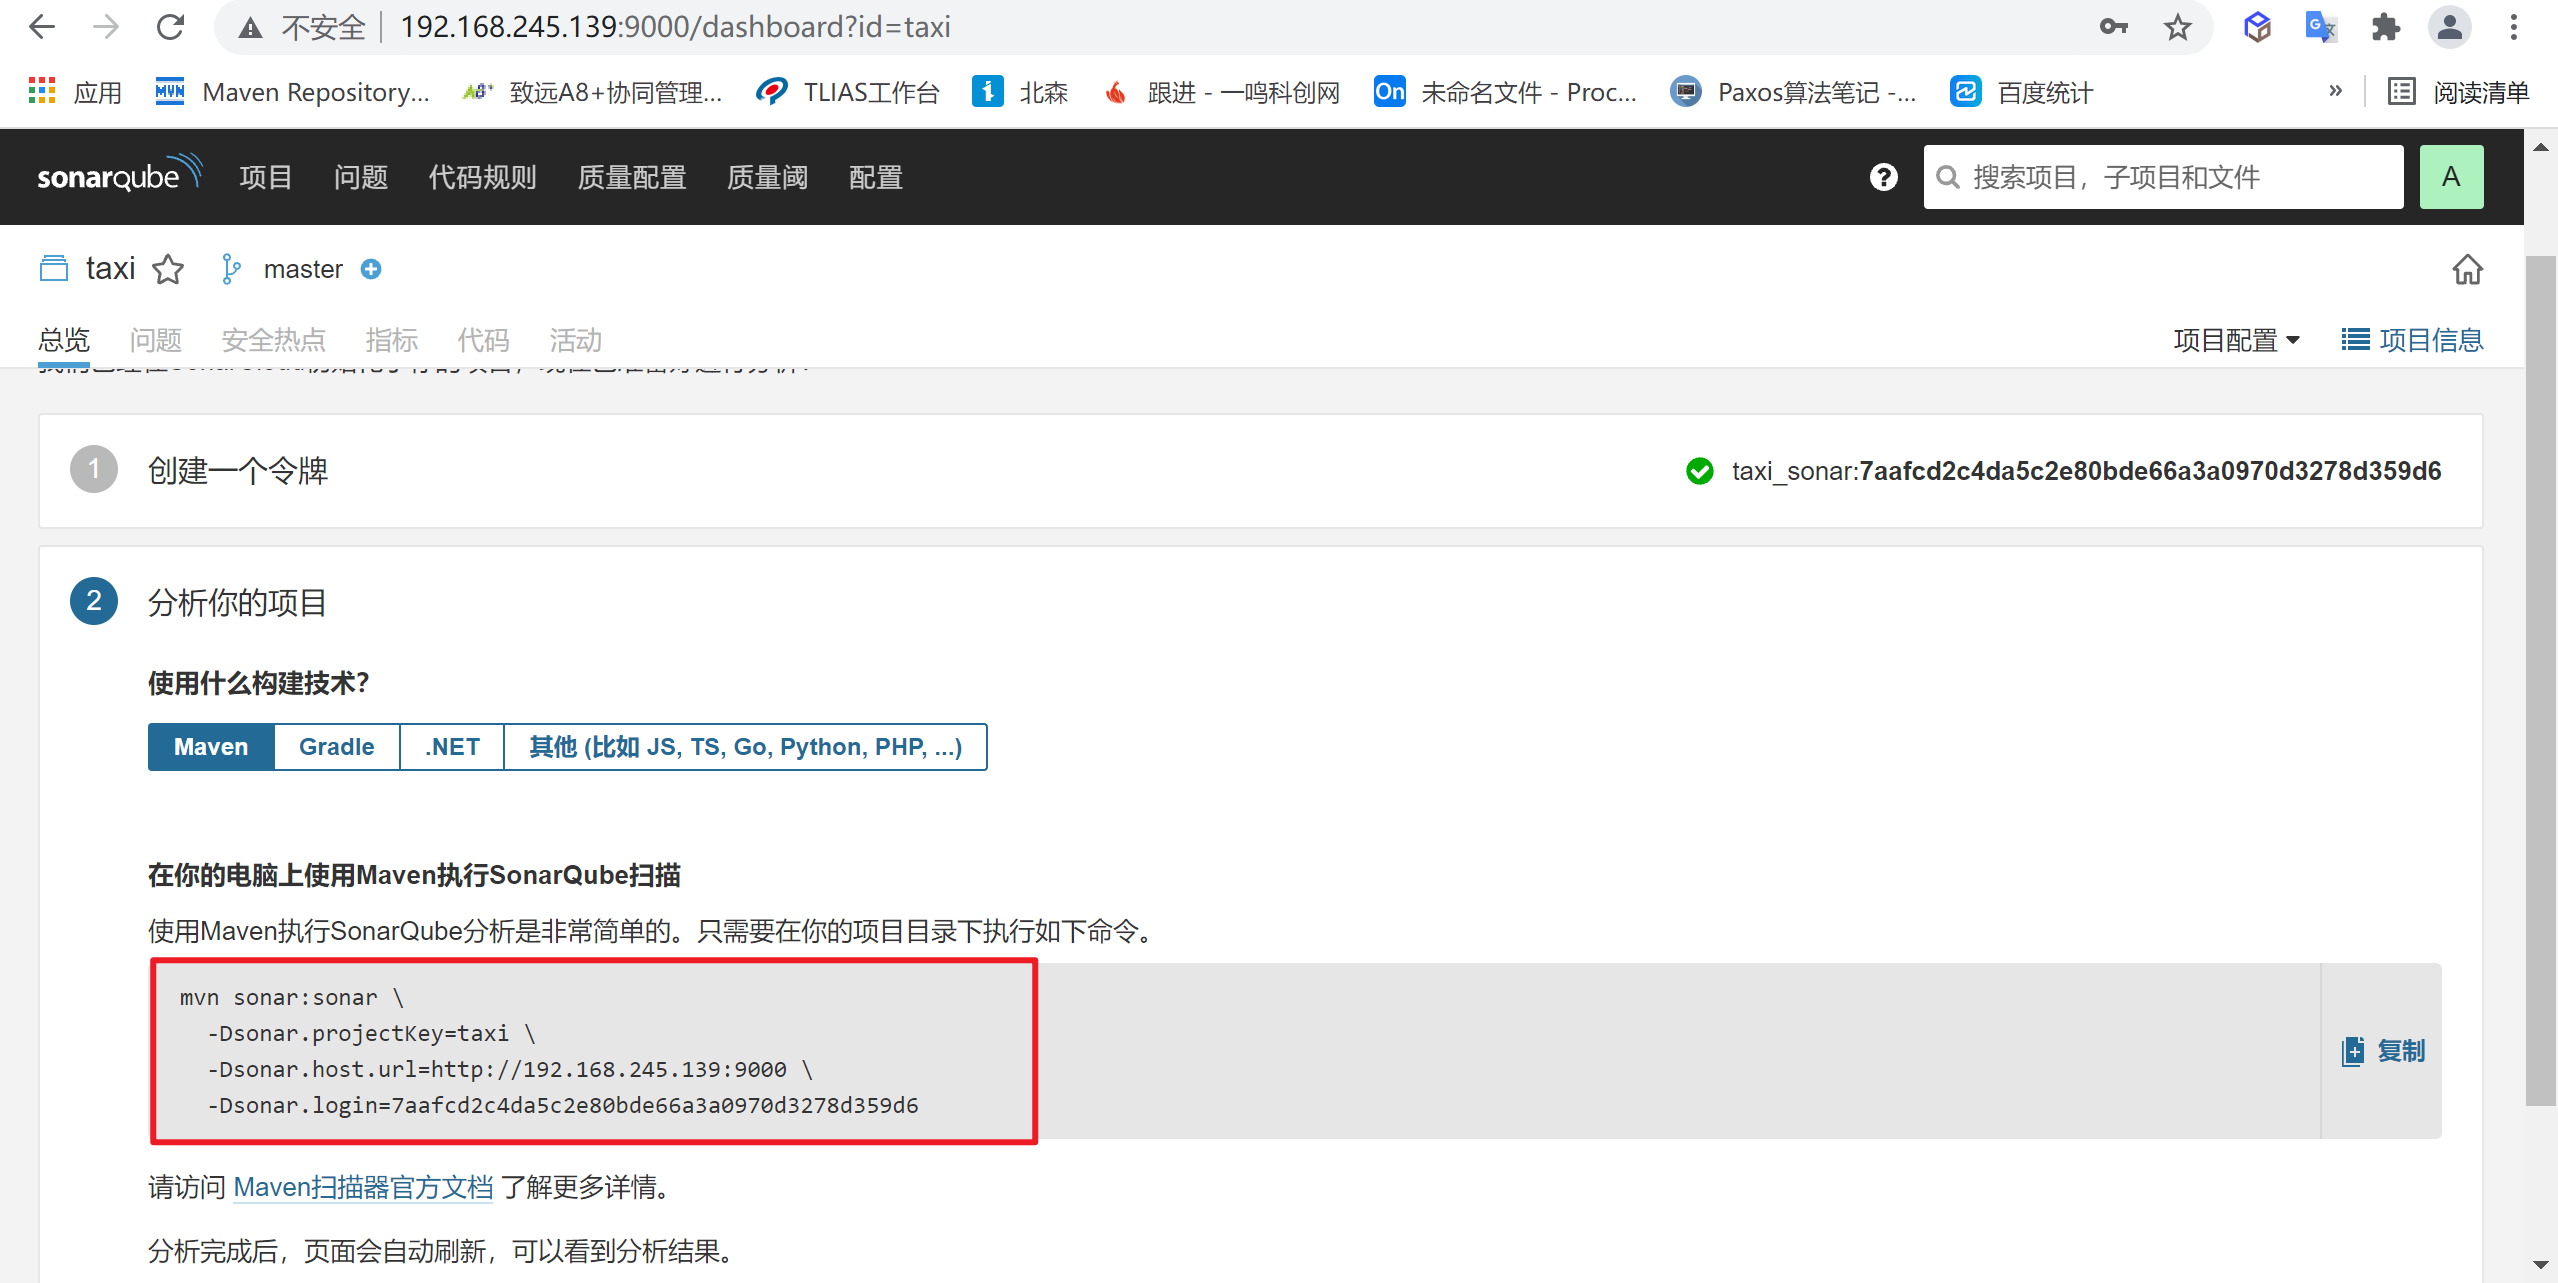 不安全 192.168.245.139:9000/dashboard?id=taxi
应用 Maven Repository... 致远A8+协同管理... TLIAS工作台 北森 跟进 - 一鸣科创网 On 未命名文件 - Proc... Paxos算法笔记 -... 百度统计 » 阅读清单
sonarqube 项目 问题 代码规则 质量配置 质量阈 配置 ? 搜索项目，子项目和文件 A
taxi master
总览 问题 安全热点 指标 代码 活动 项目配置 项目信息
1 创建一个令牌 taxi_sonar:7aafcd2c4da5c2e80bde66a3a0970d3278d359d6
2 分析你的项目
使用什么构建技术？
Maven Gradle .NET 其他 (比如 JS, TS, Go, Python, PHP, ...)
在你的电脑上使用Maven执行SonarQube扫描
使用Maven执行SonarQube分析是非常简单的。只需要在你的项目目录下执行如下命令。
mvn sonar:sonar \
-Dsonar.projectKey=taxi \
-Dsonar.host.url=http://192.168.245.139:9000 \
-Dsonar.login=7aafcd2c4da5c2e80bde66a3a0970d3278d359d6
复制
请访问 Maven扫描器官方文档 了解更多详情。
分析完成后，页面会自动刷新，可以看到分析结果。